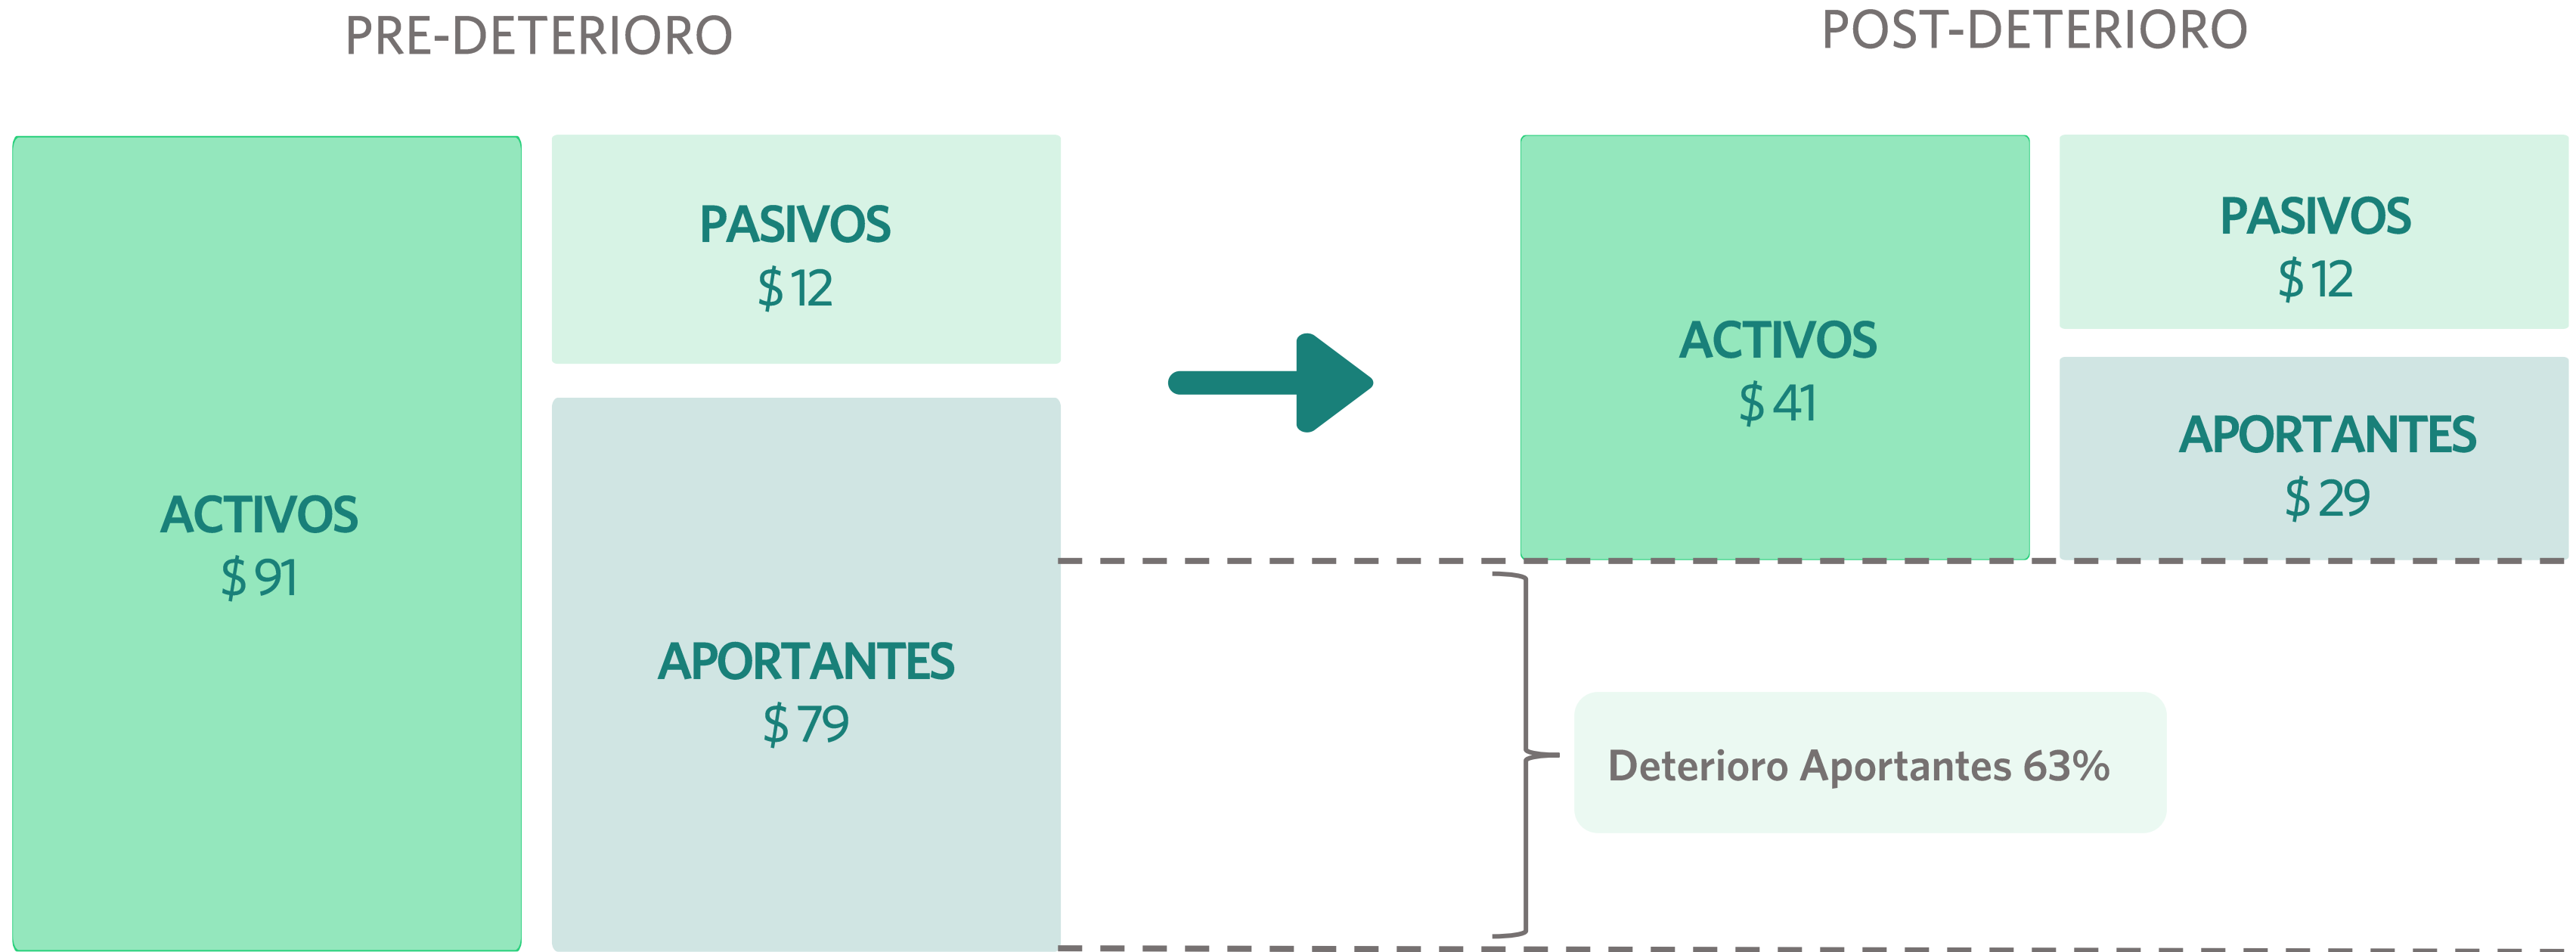 PRE-DETERIORO
ACTIVOS
$ 91
PASIVOS
$ 12
APORTANTES
$ 79
POST-DETERIORO
ACTIVOS
$ 41
PASIVOS
$ 12
APORTANTES
$ 29
Deterioro Aportantes 63%